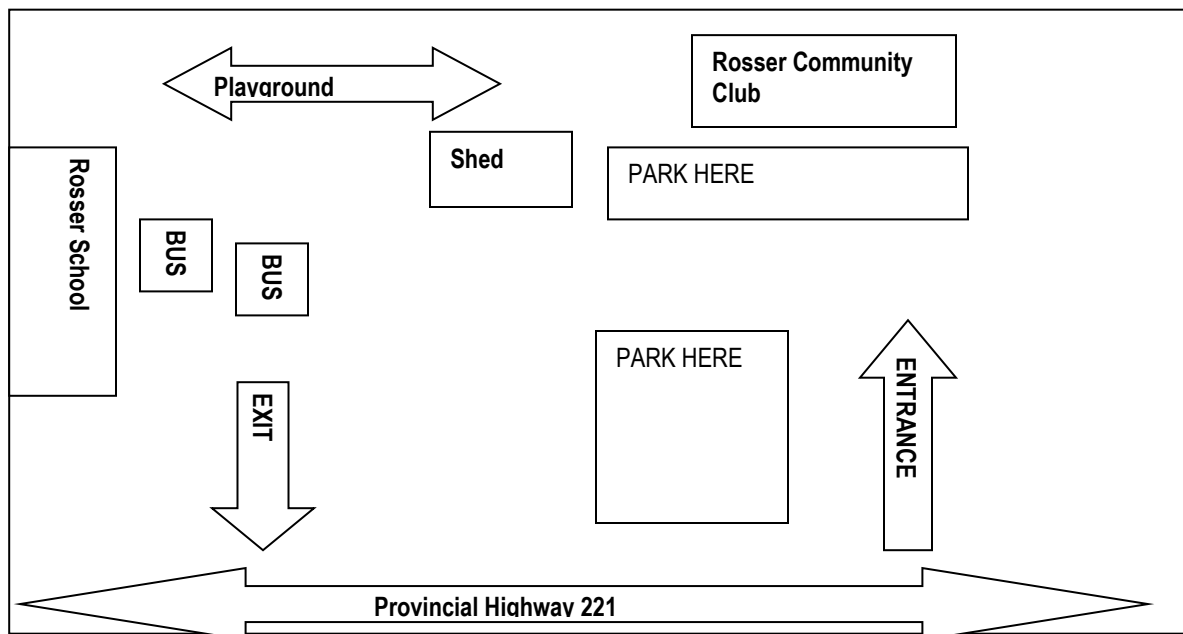 Playground
Rosser Community
Club
Shed
PARK HERE
Rosser School
BUS
BUS
PARK HERE
EXIT
ENTRANCE
Provincial Highway 221